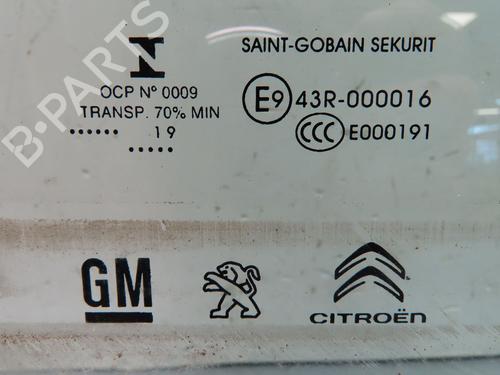 B-PARTS
SAINT-GOBAIN SEKURIT
OCP Nº 0009
TRANSP. 70% MIN
...... 19
.....
E9 43R-000016
CCC E000191
GM
CITROËN